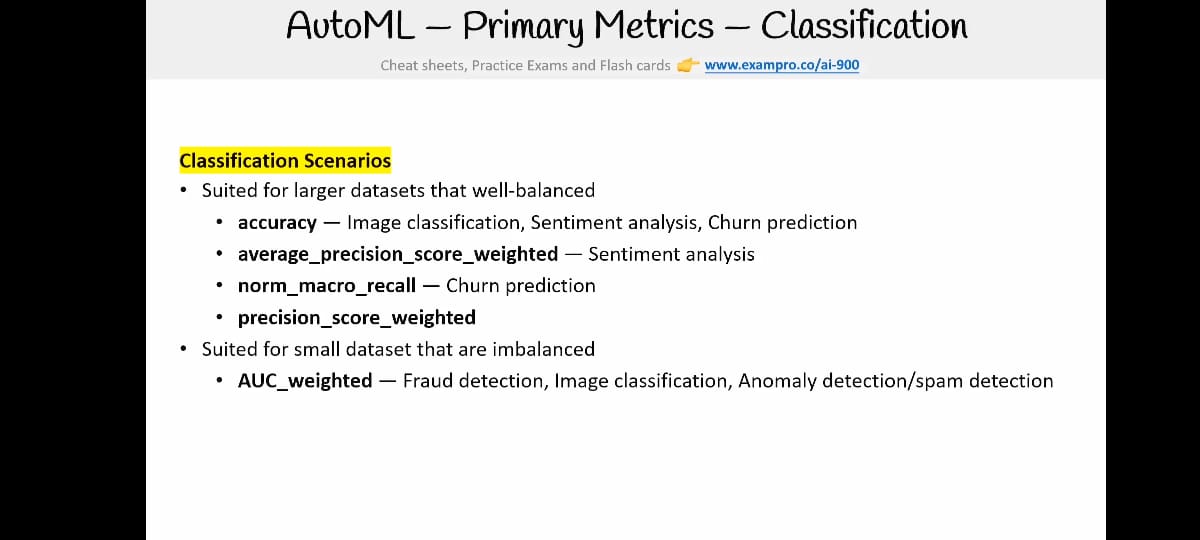 AutoML — Primary Metrics — Classification
Cheat sheets, Practice Exams and Flash cards 👉 www.exampro.co/ai-900
Classification Scenarios
• Suited for larger datasets that well-balanced
• accuracy — Image classification, Sentiment analysis, Churn prediction
• average_precision_score_weighted — Sentiment analysis
• norm_macro_recall — Churn prediction
• precision_score_weighted
• Suited for small dataset that are imbalanced
• AUC_weighted — Fraud detection, Image classification, Anomaly detection/spam detection